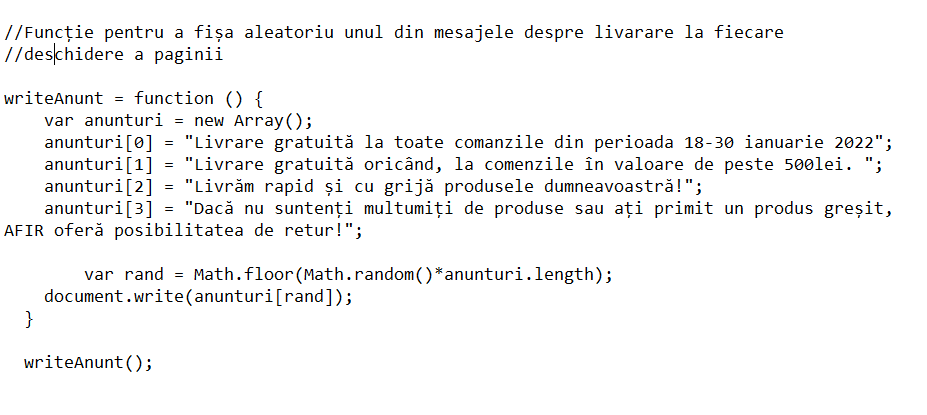 //Funcție pentru a fișa aleatoriu unul din mesajele despre livarare la fiecare
//deschidere a paginii
writeAnunt = function () {
var anunturi = new Array();
anunturi[0] = "Livrare gratuită la toate comanzile din perioada 18-30 ianuarie 2022";
anunturi[1] = "Livrare gratuită oricând, la comenzile în valoare de peste 500lei. ";
anunturi[2] = "Livrăm rapid și cu grijă produsele dumneavoastră!";
anunturi[3] = "Dacă nu suntenți multumiți de produse sau ați primit un produs greșit,
AFIR oferă posibilitatea de retur!";
var rand = Math.floor(Math.random()*anunturi.length);
document.write(anunturi[rand]);
}
writeAnunt();